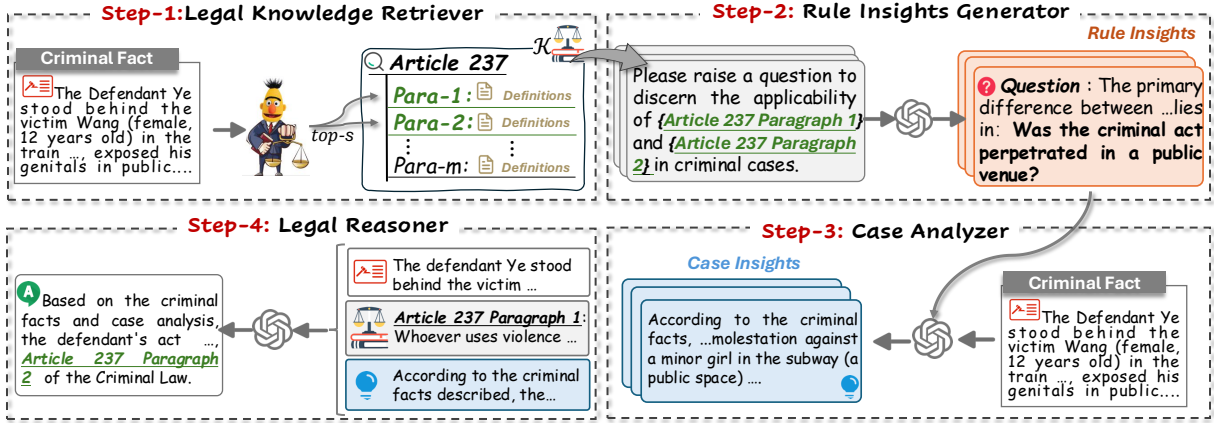 Step-1:Legal Knowledge Retriever
Criminal Fact
The Defendant Ye
stood behind the
victim Wang (female,
12 years old) in the
train …, exposed his
genitals in public....
top-s
K
Article 237
Para-1: Definitions
Para-2: Definitions
⋮ ⋮
Para-m: Definitions
Step-2: Rule Insights Generator
Please raise a question to
discern the applicability
of {Article 237 Paragraph 1}
and {Article 237 Paragraph
2} in criminal cases.
Rule Insights
? Question : The primary
difference between …lies
in: Was the criminal act
perpetrated in a public
venue?
Step-4: Legal Reasoner
A Based on the criminal
facts and case analysis,
the defendant's act …,
Article 237 Paragraph
2 of the Criminal Law.
The defendant Ye stood
behind the victim …
Article 237 Paragraph 1:
Whoever uses violence …
According to the criminal
facts described, the…
Step-3: Case Analyzer
Case Insights
According to the criminal
facts, ...molestation against
a minor girl in the subway (a
public space) ….
Criminal Fact
The Defendant Ye
stood behind the
victim Wang (female,
12 years old) in the
train …, exposed his
genitals in public....